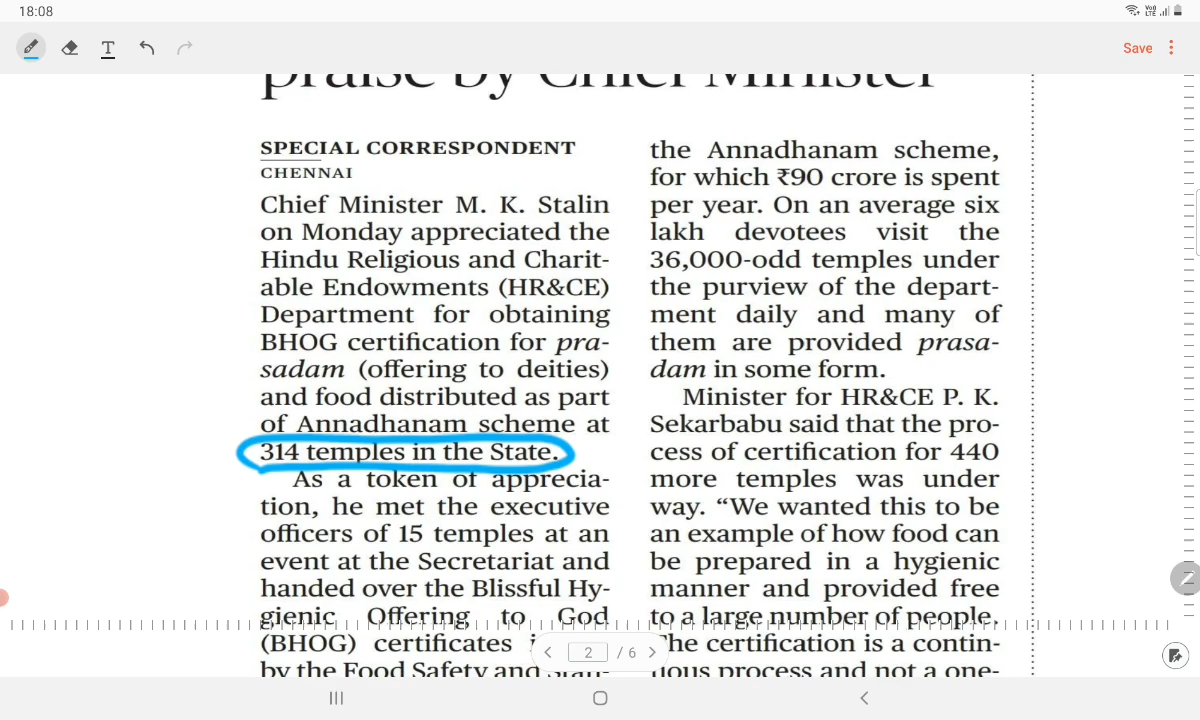 18:08
VoD LTE
T
Save
praise by Chief Minister
SPECIAL CORRESPONDENT
CHENNAI
Chief Minister M. K. Stalin
on Monday appreciated the
Hindu Religious and Charit-
able Endowments (HR&CE)
Department for obtaining
BHOG certification for pra-
sadam (offering to deities)
and food distributed as part
of Annadhanam scheme at
314 temples in the State.
As a token of apprecia-
tion, he met the executive
officers of 15 temples at an
event at the Secretariat and
handed over the Blissful Hy-
gienic Offering to God
(BHOG) certificates
by the Food Safety and
the Annadhanam scheme,
for which ₹90 crore is spent
per year. On an average six
lakh devotees visit the
36,000-odd temples under
the purview of the depart-
ment daily and many of
them are provided prasa-
dam in some form.
Minister for HR&CE P. K.
Sekarbabu said that the pro-
cess of certification for 440
more temples was under
way. “We wanted this to be
an example of how food can
be prepared in a hygienic
manner and provided free
to a large number of people.
The certification is a contin-
uous process and not a one-
2 / 6